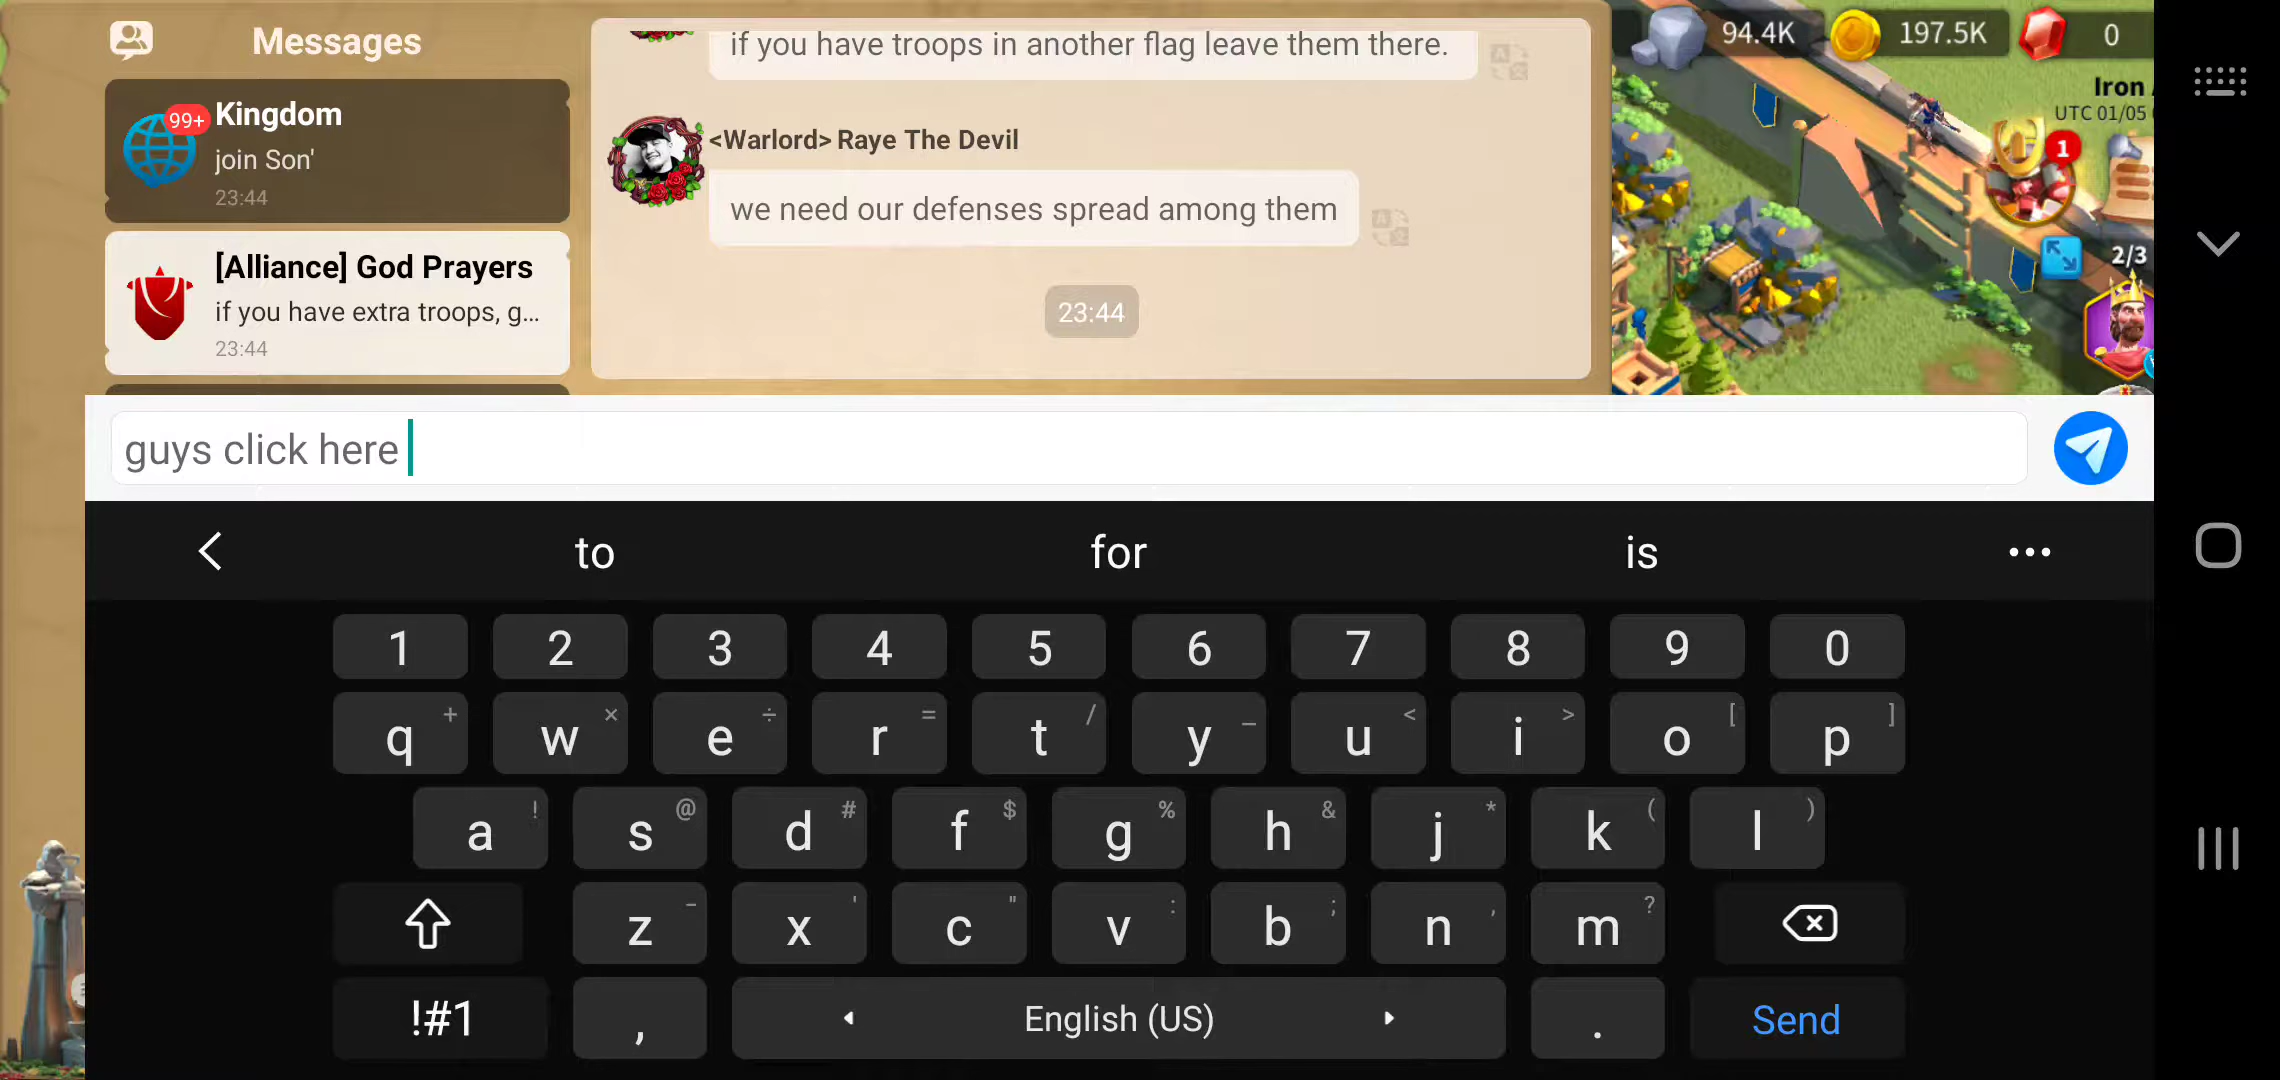 Messages
99+
Kingdom
join Son'
23:44
[Alliance] God Prayers
if you have extra troops, g...
23:44
if you have troops in another flag leave them there.
<Warlord> Raye The Devil
we need our defenses spread among them
23:44
94.4K
197.5K
0
Iron
UTC 01/05
1
2/3
guys click here
to for is ...
1 2 3 4 5 6 7 8 9 0
q + w × e ÷ r = t / y _ u < i > o [ p ]
a ! s @ d # f $ g % h & j * k ( l )
z - x ' c " v : b ; n , m ?
!#1 , English (US) . Send